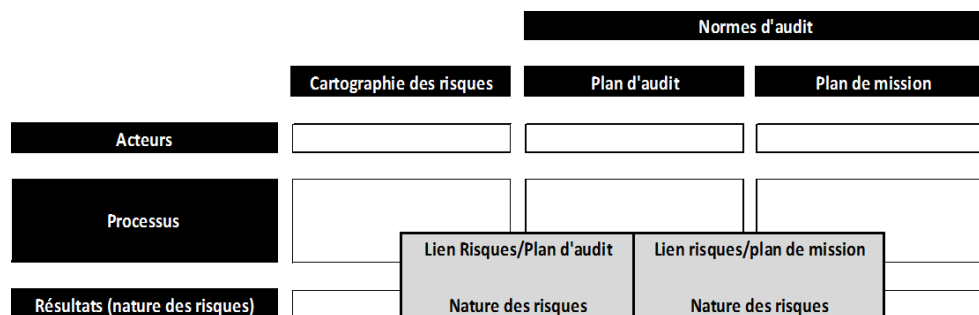 Normes d'audit
Cartographie des risques Plan d'audit Plan de mission
Acteurs
Processus
Lien Risques/Plan d'audit Lien risques/plan de mission
Résultats (nature des risques) Nature des risques Nature des risques